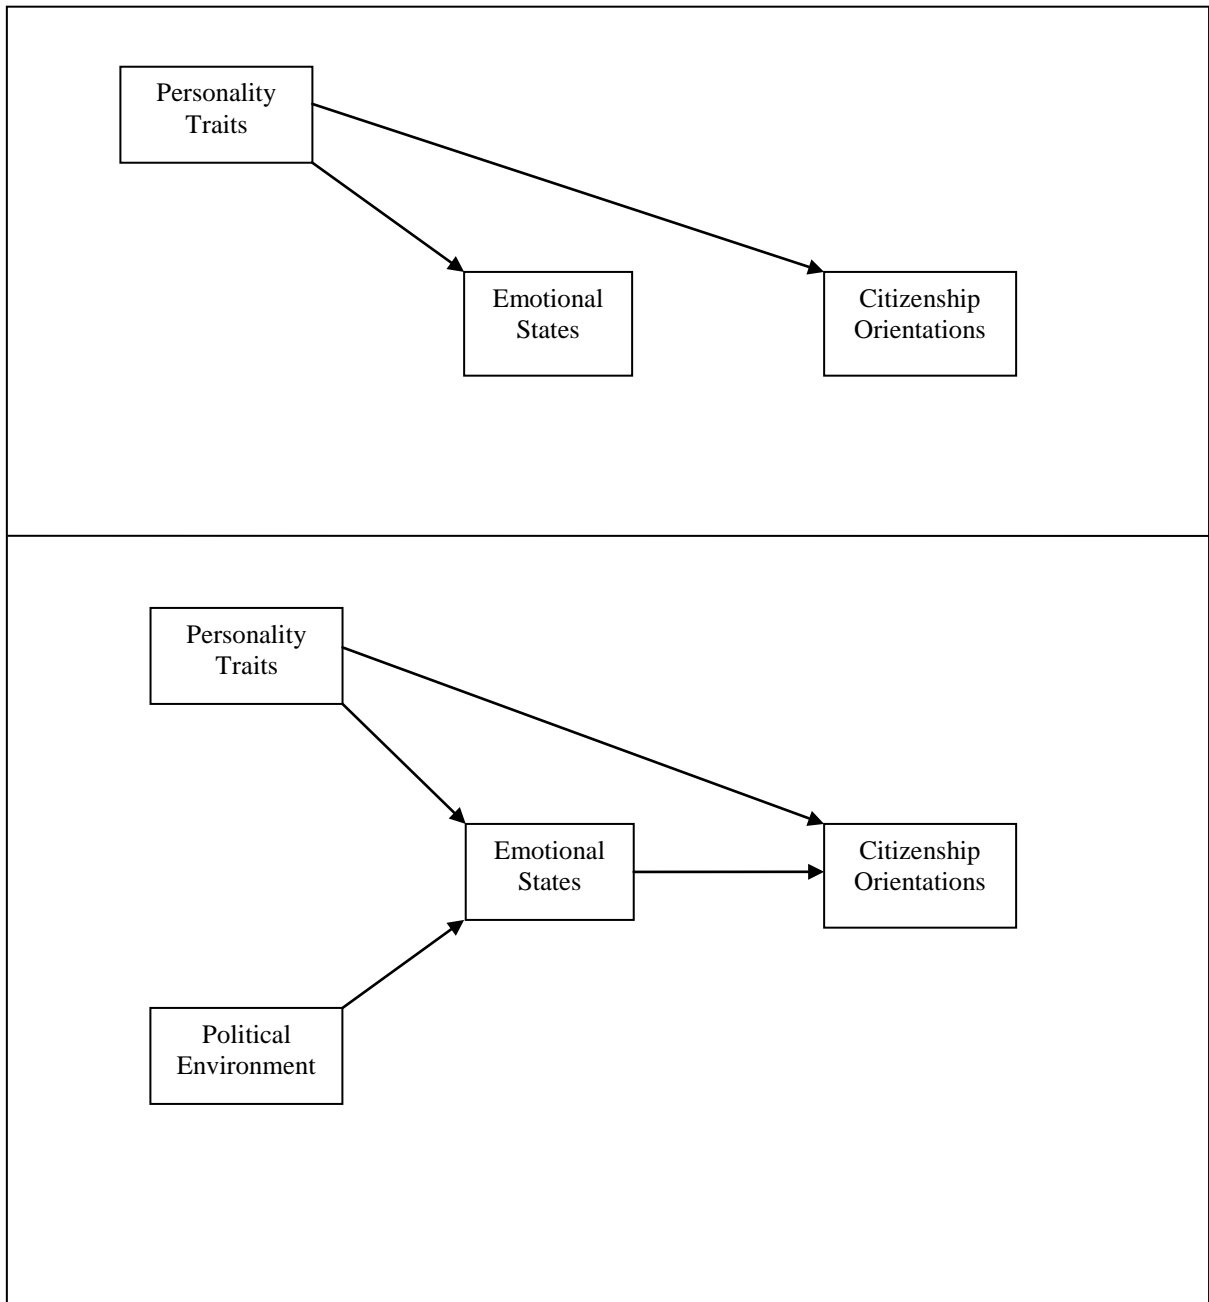 Personality
Traits
Emotional
States
Citizenship
Orientations
Personality
Traits
Emotional
States
Citizenship
Orientations
Political
Environment